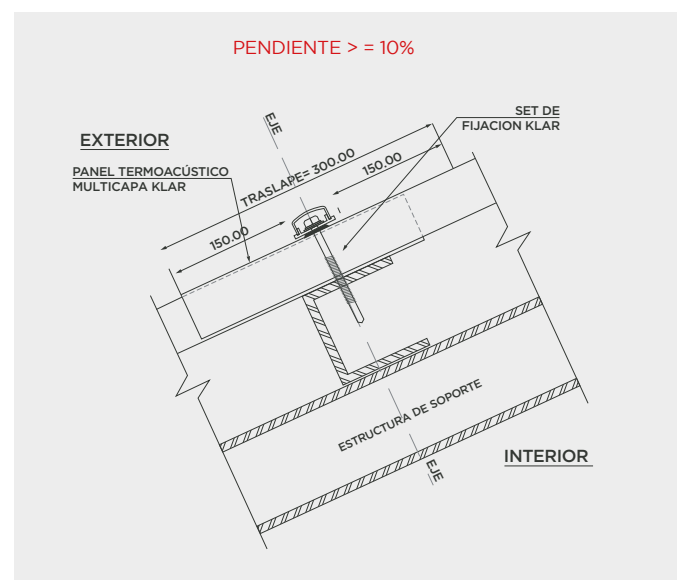 PENDIENTE > = 10%
EJE
SET DE
FIJACION KLAR
EXTERIOR
PANEL TERMOACÚSTICO
MULTICAPA KLAR
TRASLAPE= 300.00
150.00
150.00
ESTRUCTURA DE SOPORTE
INTERIOR
EJE